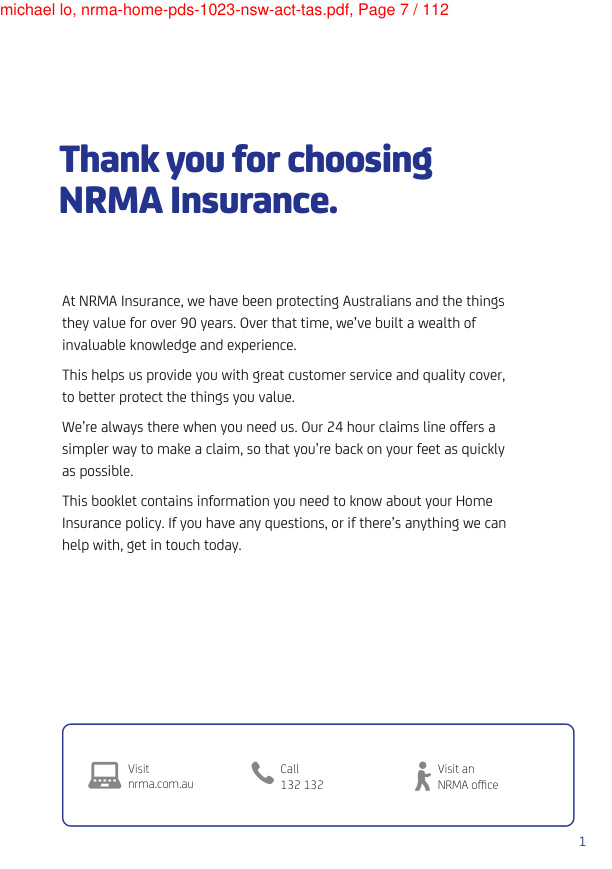 michael lo, nrma-home-pds-1023-nsw-act-tas.pdf, Page 7 / 112
Thank you for choosing
NRMA Insurance.
At NRMA Insurance, we have been protecting Australians and the things
they value for over 90 years. Over that time, we’ve built a wealth of
invaluable knowledge and experience.
This helps us provide you with great customer service and quality cover,
to better protect the things you value.
We’re always there when you need us. Our 24 hour claims line offers a
simpler way to make a claim, so that you’re back on your feet as quickly
as possible.
This booklet contains information you need to know about your Home
Insurance policy. If you have any questions, or if there’s anything we can
help with, get in touch today.
Visit
nrma.com.au
Call
132 132
Visit an
NRMA office
1